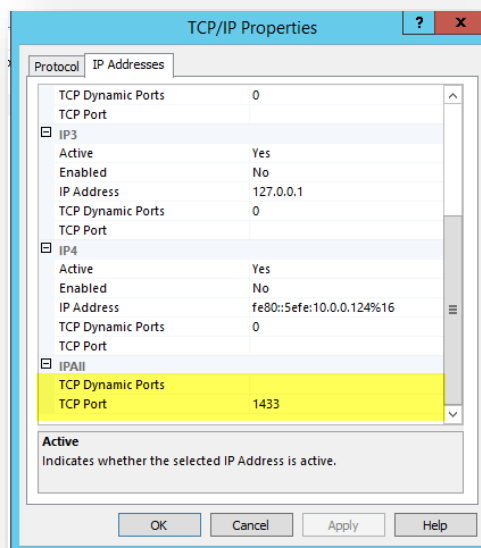 TCP/IP Properties
? x
Protocol IP Addresses
TCP Dynamic Ports 0
TCP Port
IP3
Active Yes
Enabled No
IP Address 127.0.0.1
TCP Dynamic Ports 0
TCP Port
IP4
Active Yes
Enabled No
IP Address fe80::5efe:10.0.0.124%16
TCP Dynamic Ports 0
TCP Port
IPAll
TCP Dynamic Ports
TCP Port 1433
Active
Indicates whether the selected IP Address is active.
OK Cancel Apply Help